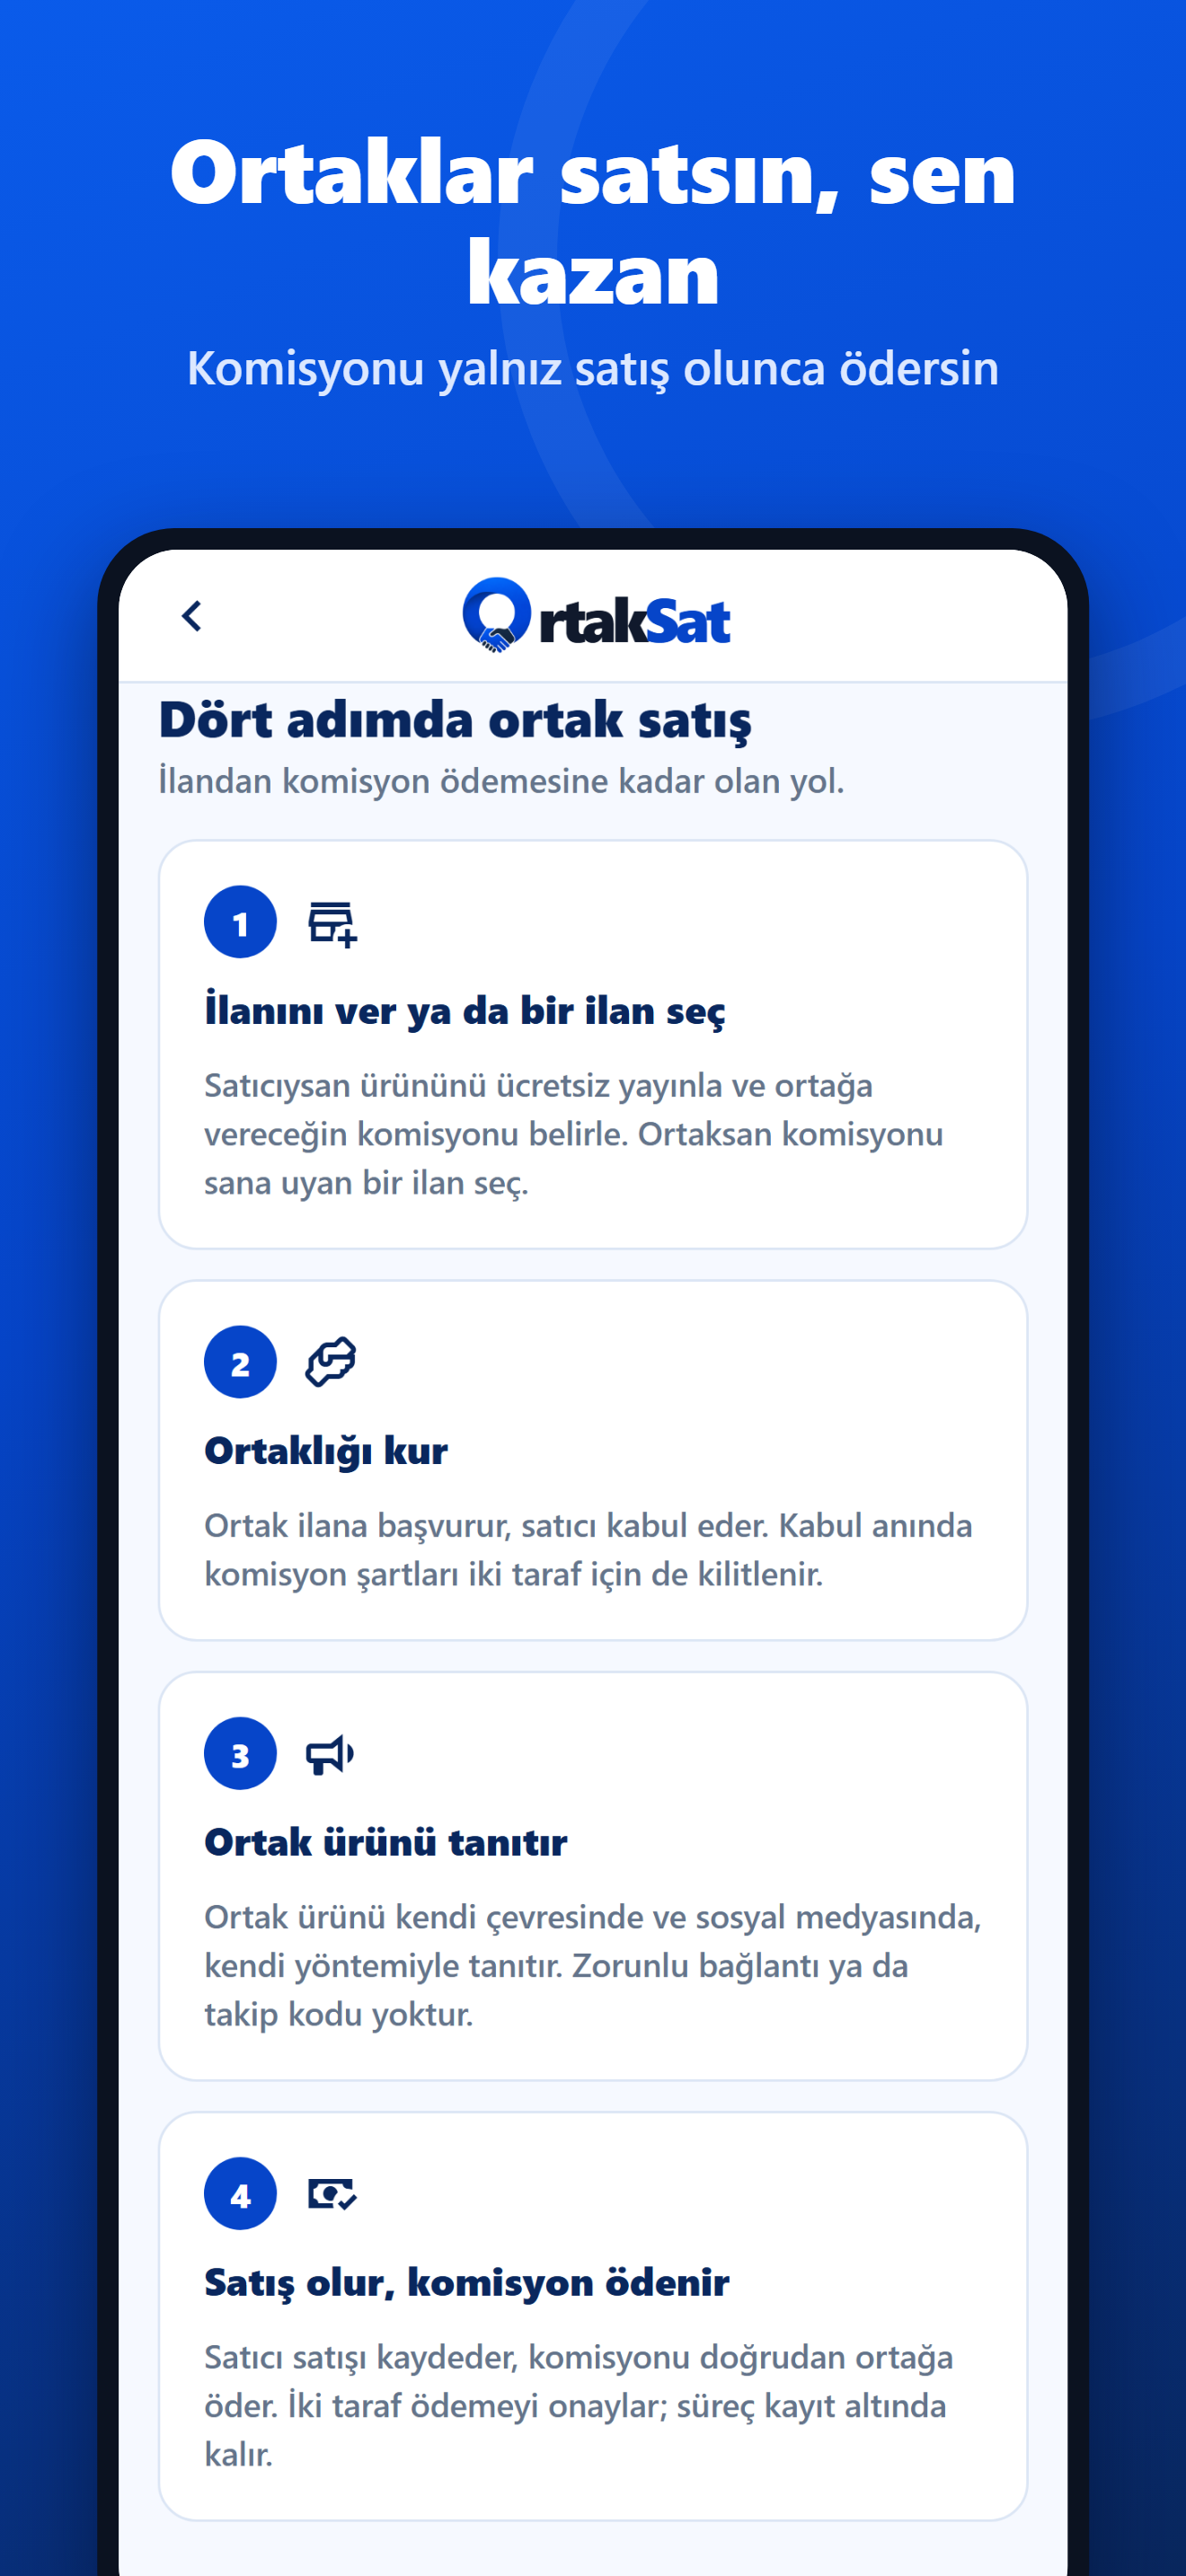 Ortaklar satsın, sen
kazan
Komisyonu yalnız satış olunca ödersin
OrtakSat
Dört adımda ortak satış
İlandan komisyon ödemesine kadar olan yol.
1
İlanını ver ya da bir ilan seç
Satıcıysan ürününü ücretsiz yayınla ve ortağa
vereceğin komisyonu belirle. Ortaksan komisyonu
sana uyan bir ilan seç.
2
Ortaklığı kur
Ortak ilana başvurur, satıcı kabul eder. Kabul anında
komisyon şartları iki taraf için de kilitlenir.
3
Ortak ürünü tanıtır
Ortak ürünü kendi çevresinde ve sosyal medyasında,
kendi yöntemiyle tanıtır. Zorunlu bağlantı ya da
takip kodu yoktur.
4
Satış olur, komisyon ödenir
Satıcı satışı kaydeder, komisyonu doğrudan ortağa
öder. İki taraf ödemeyi onaylar; süreç kayıt altında
kalır.